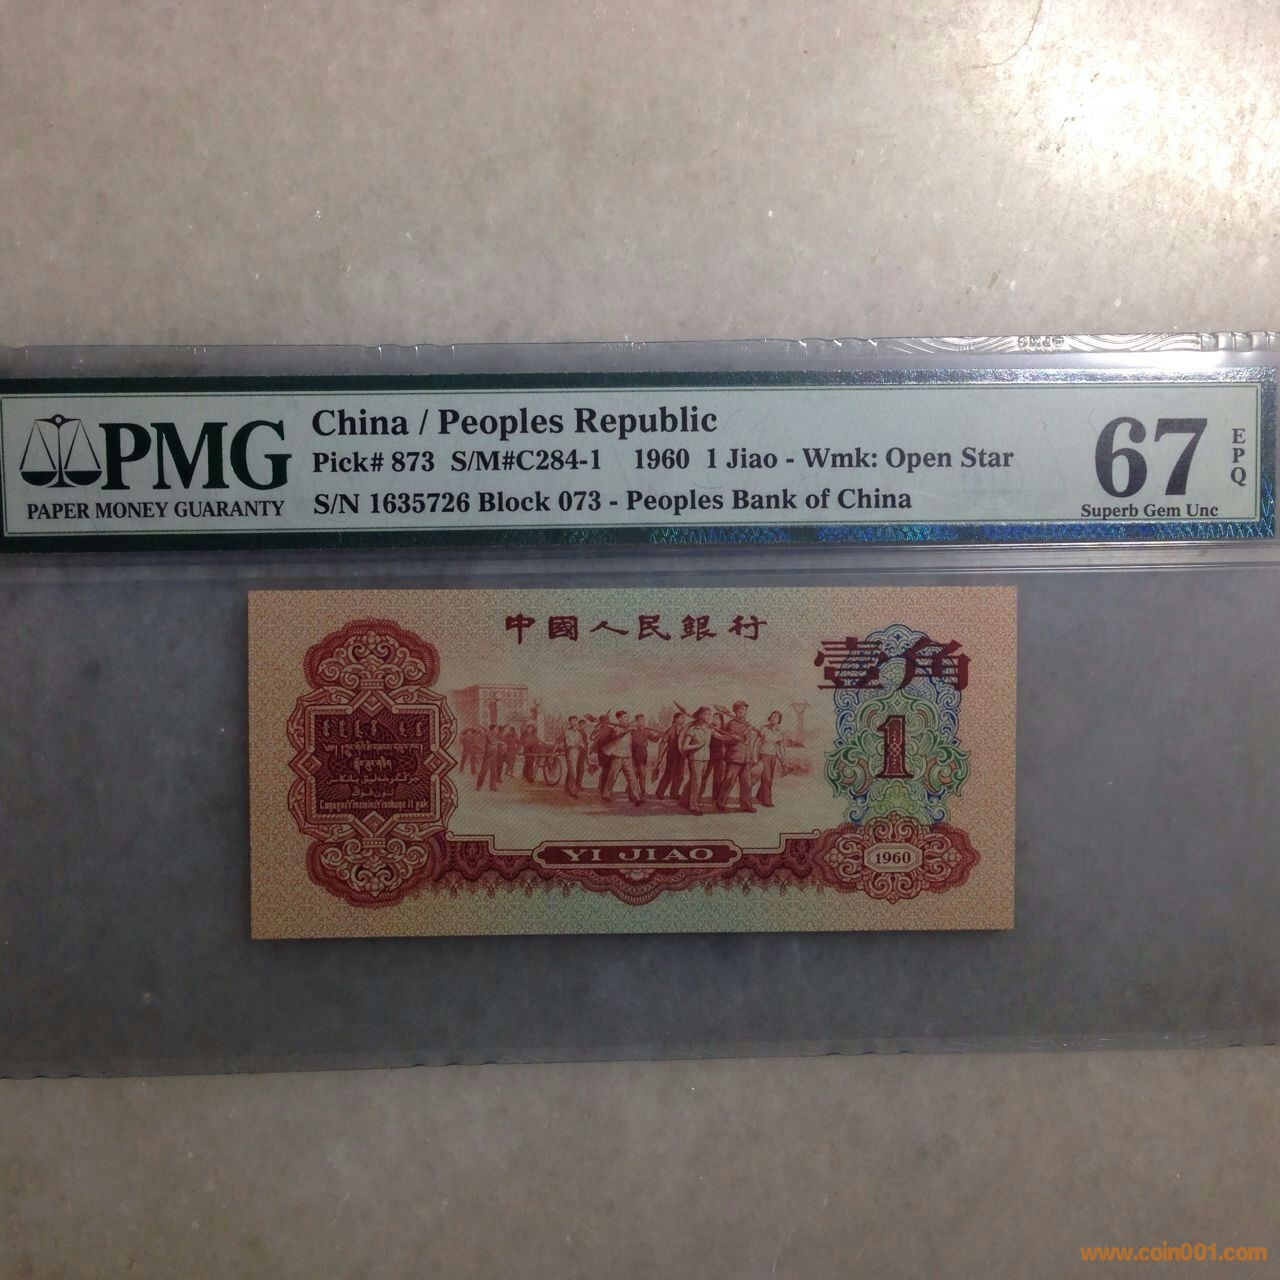 PMG
PAPER MONEY GUARANTY
China / Peoples Republic
Pick# 873 S/M#C284-1 1960 1 Jiao - Wmk: Open Star
S/N 1635726 Block 073 - Peoples Bank of China
67
EPQ
Superb Gem Unc
中國人民銀行
壹角
1
YI JIAO
1960
www.coin001.com